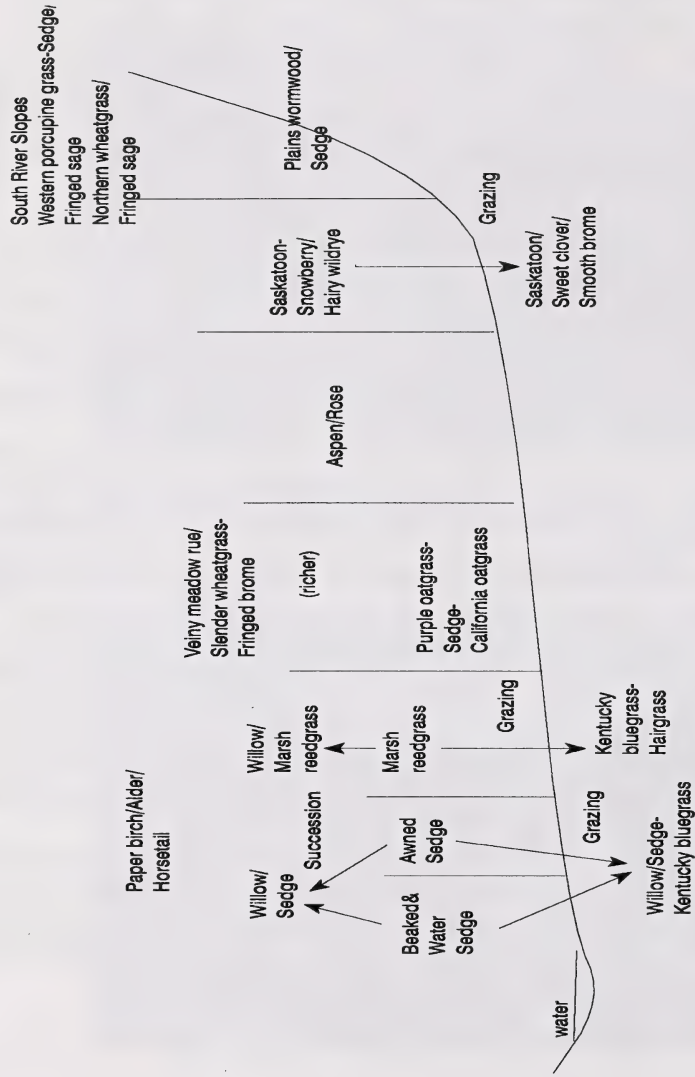 South River Slopes
Western porcupine grass-Sedge/
Fringed sage
Northern wheatgrass/
Fringed sage
Plains wormwood/
Sedge
Grazing
Saskatoon-
Snowberry/
Hairy wildrye
Saskatoon/
Sweet clover/
Smooth brome
Aspen/Rose
Veiny meadow rue/
Slender wheatgrass-
Fringed brome
(richer)
Purple oatgrass-
Sedge-
California oatgrass
Willow/
Marsh
reedgrass
Marsh
reedgrass
Grazing
Kentucky
bluegrass-
Hairgrass
Paper birch/Alder/
Horsetail
Willow/
Sedge
Succession
Awned
Sedge
Beaked&
Water
Sedge
Grazing
Willow/Sedge-
Kentucky bluegrass
water